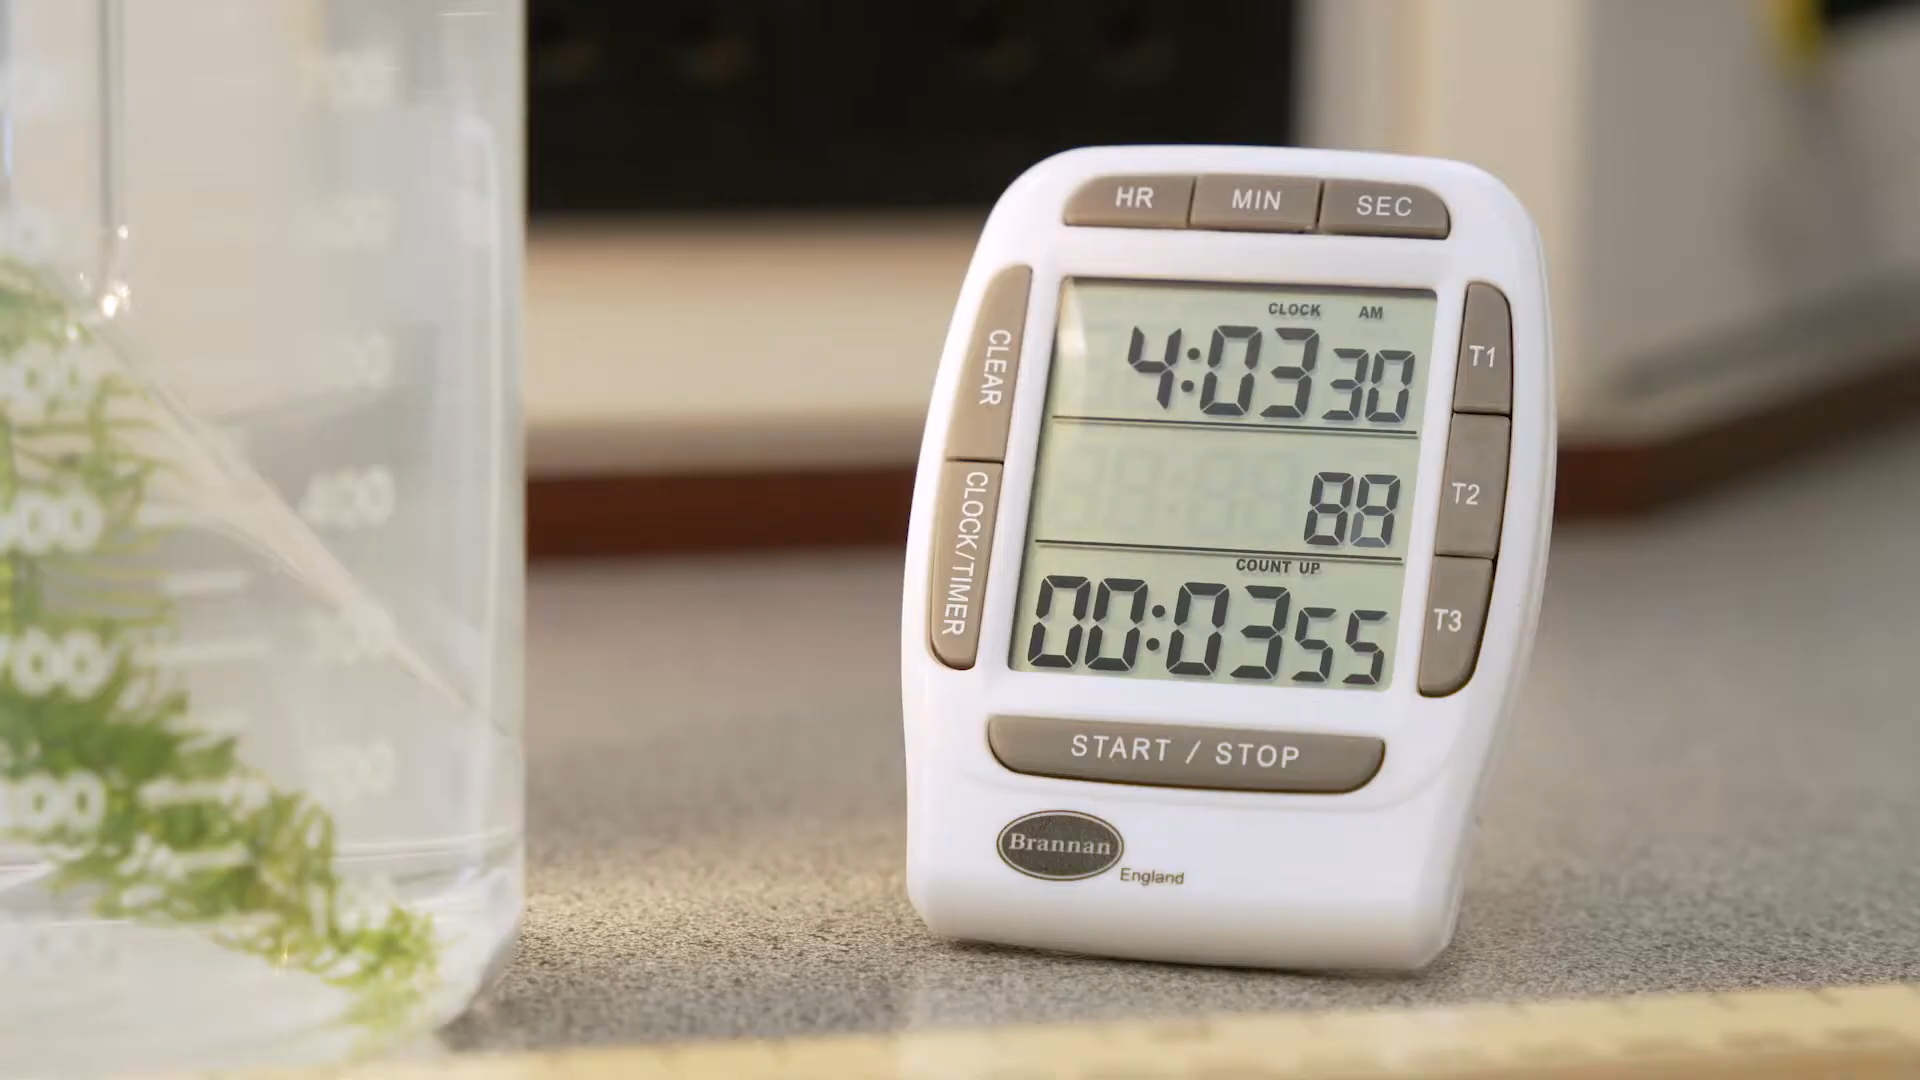 HR MIN SEC
CLOCK AM
4:03 30
88
COUNT UP
00:03 55
CLEAR
CLOCK/TIMER
T1
T2
T3
START / STOP
Brannan
England
400